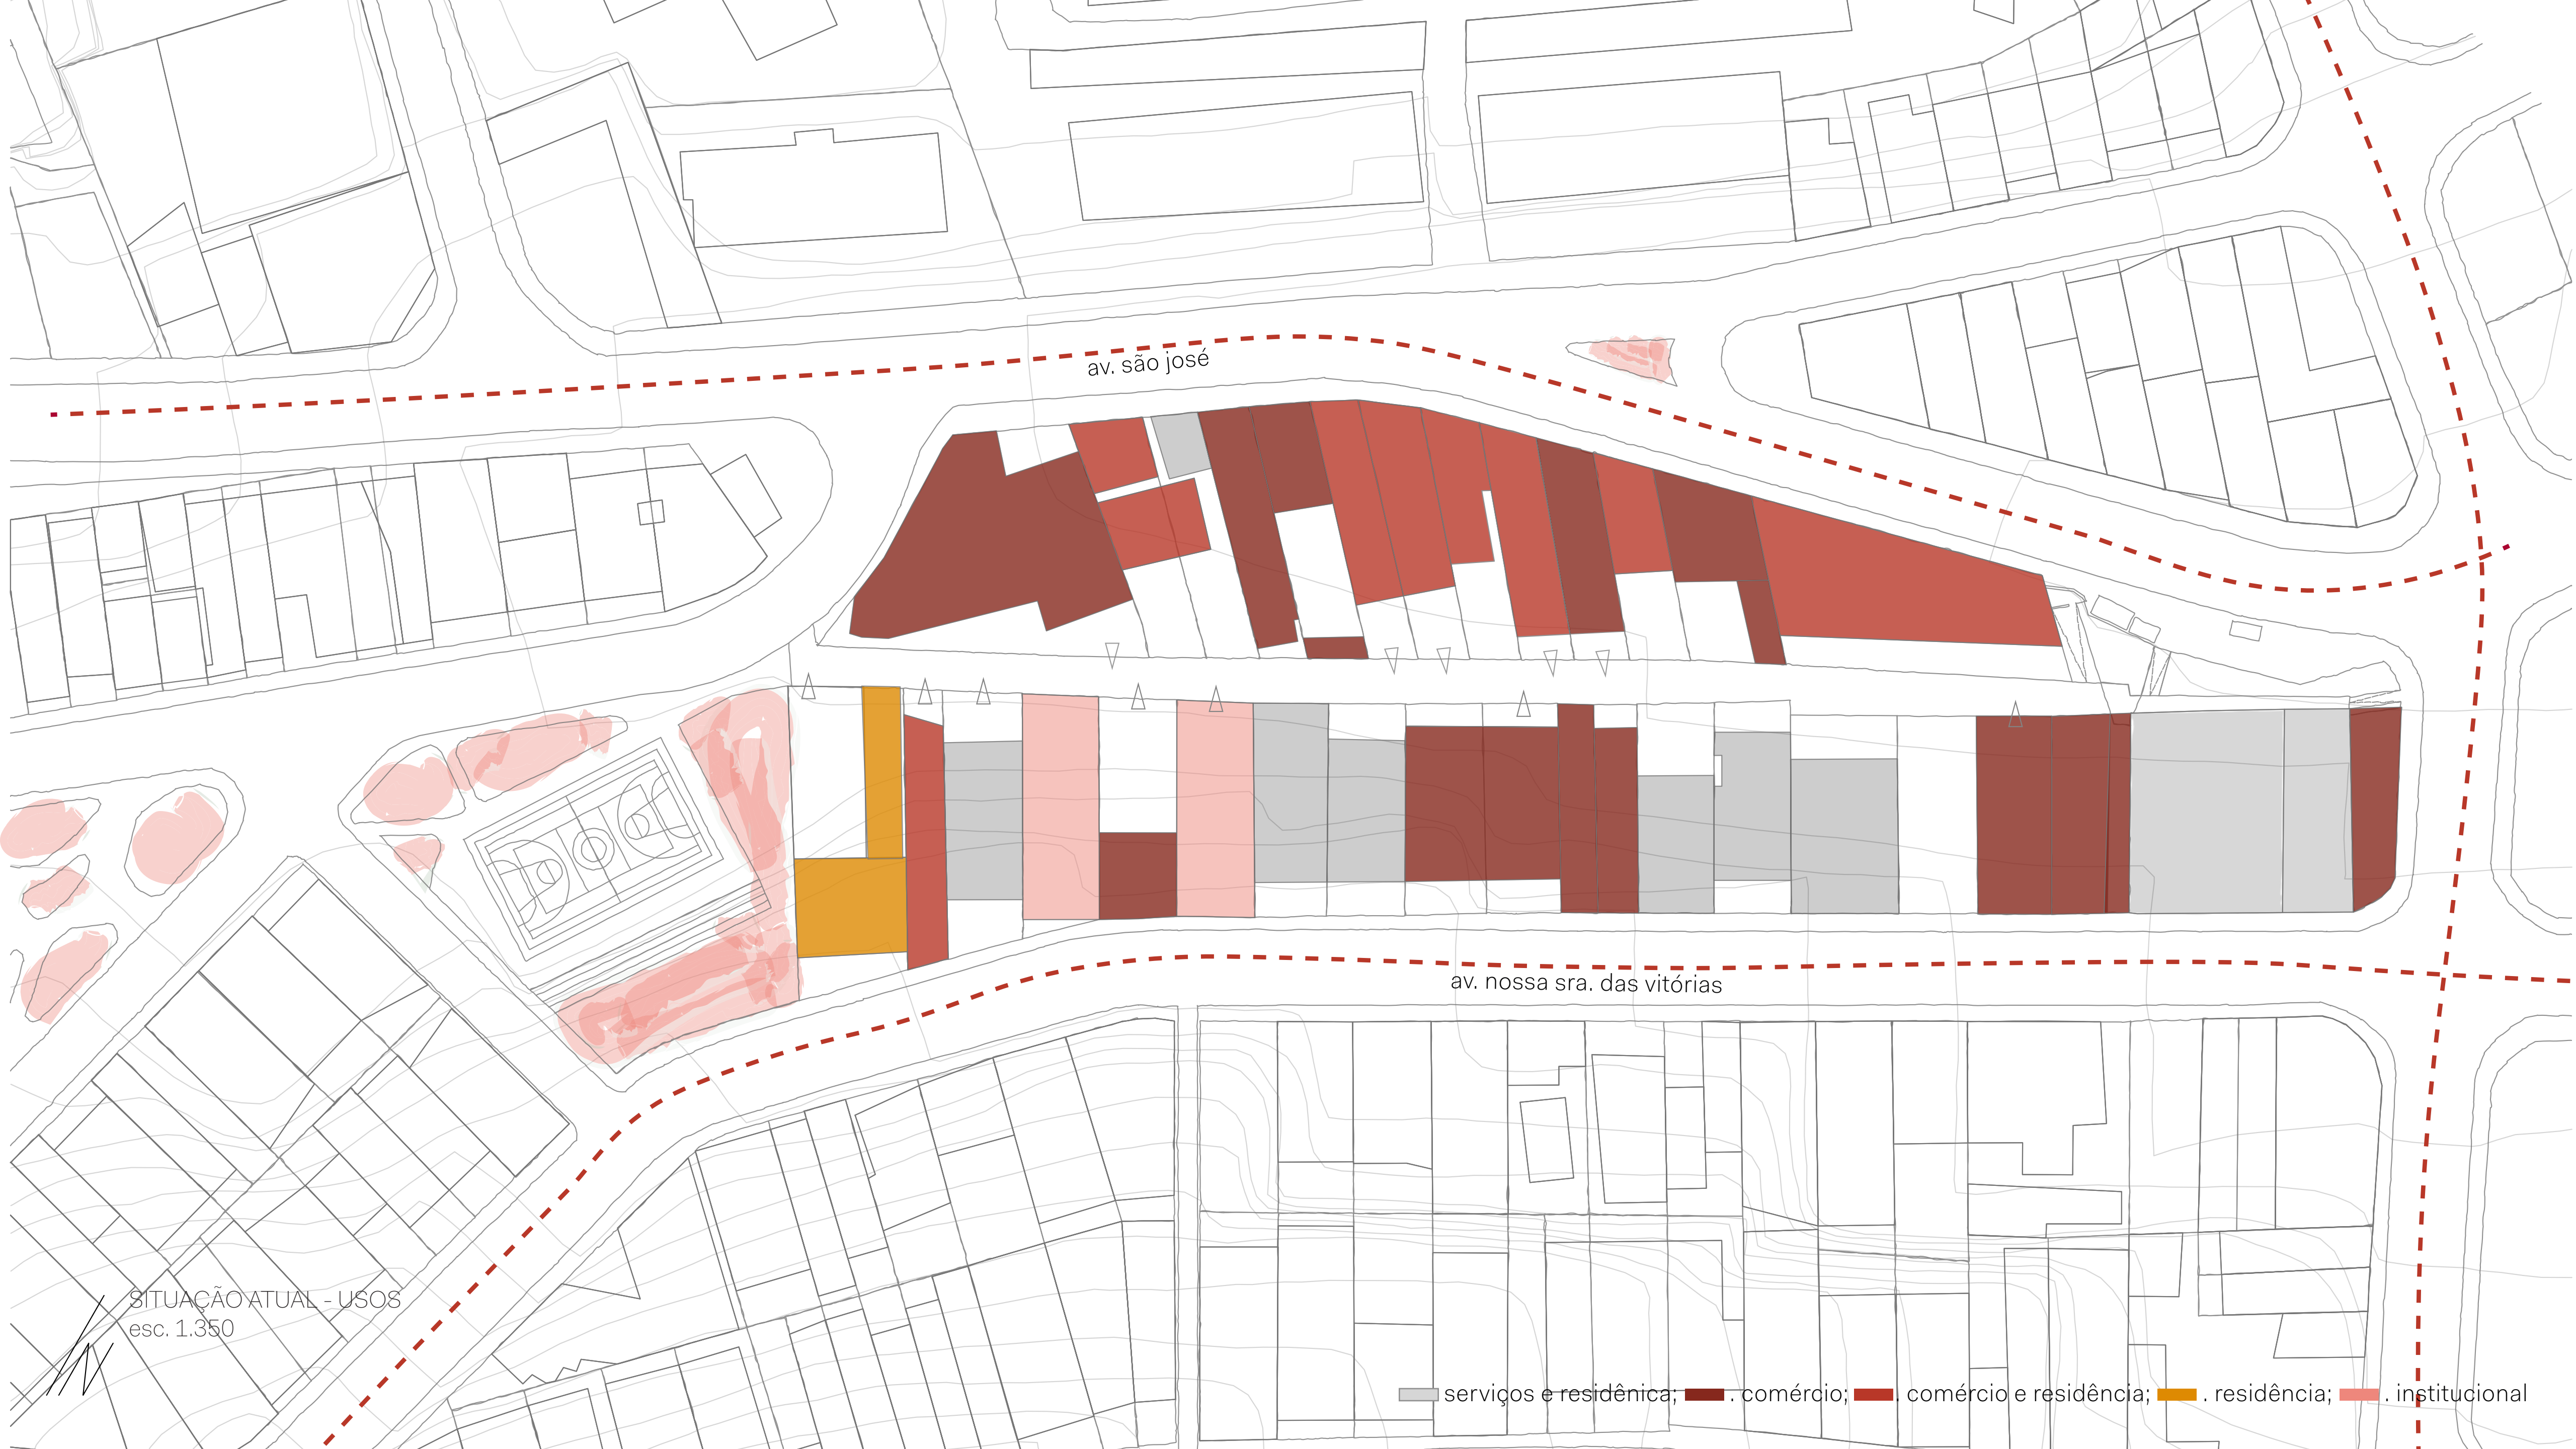 av. são josé
av. nossa sra. das vitórias
SITUAÇÃO ATUAL - USOS
esc. 1.350
serviços e residênica; . comércio; . comércio e residência; . residência; . institucional